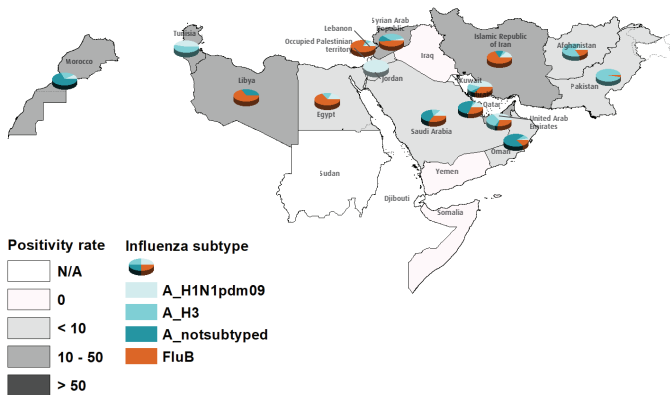 Lebanon
Syrian Arab
Republic
Tunisia
Occupied Palestinian
Territory
Islamic Republic
of Iran
Afghanistan
Iraq
Morocco
Jordan
Libya
Kuwait
Pakistan
Egypt
Qatar
Saudi Arabia
United Arab
Emirates
Oman
Sudan
Yemen
Djibouti
Somalia
Positivity rate
N/A
0
< 10
10 - 50
> 50
Influenza subtype
A_H1N1pdm09
A_H3
A_notsubtyped
FluB